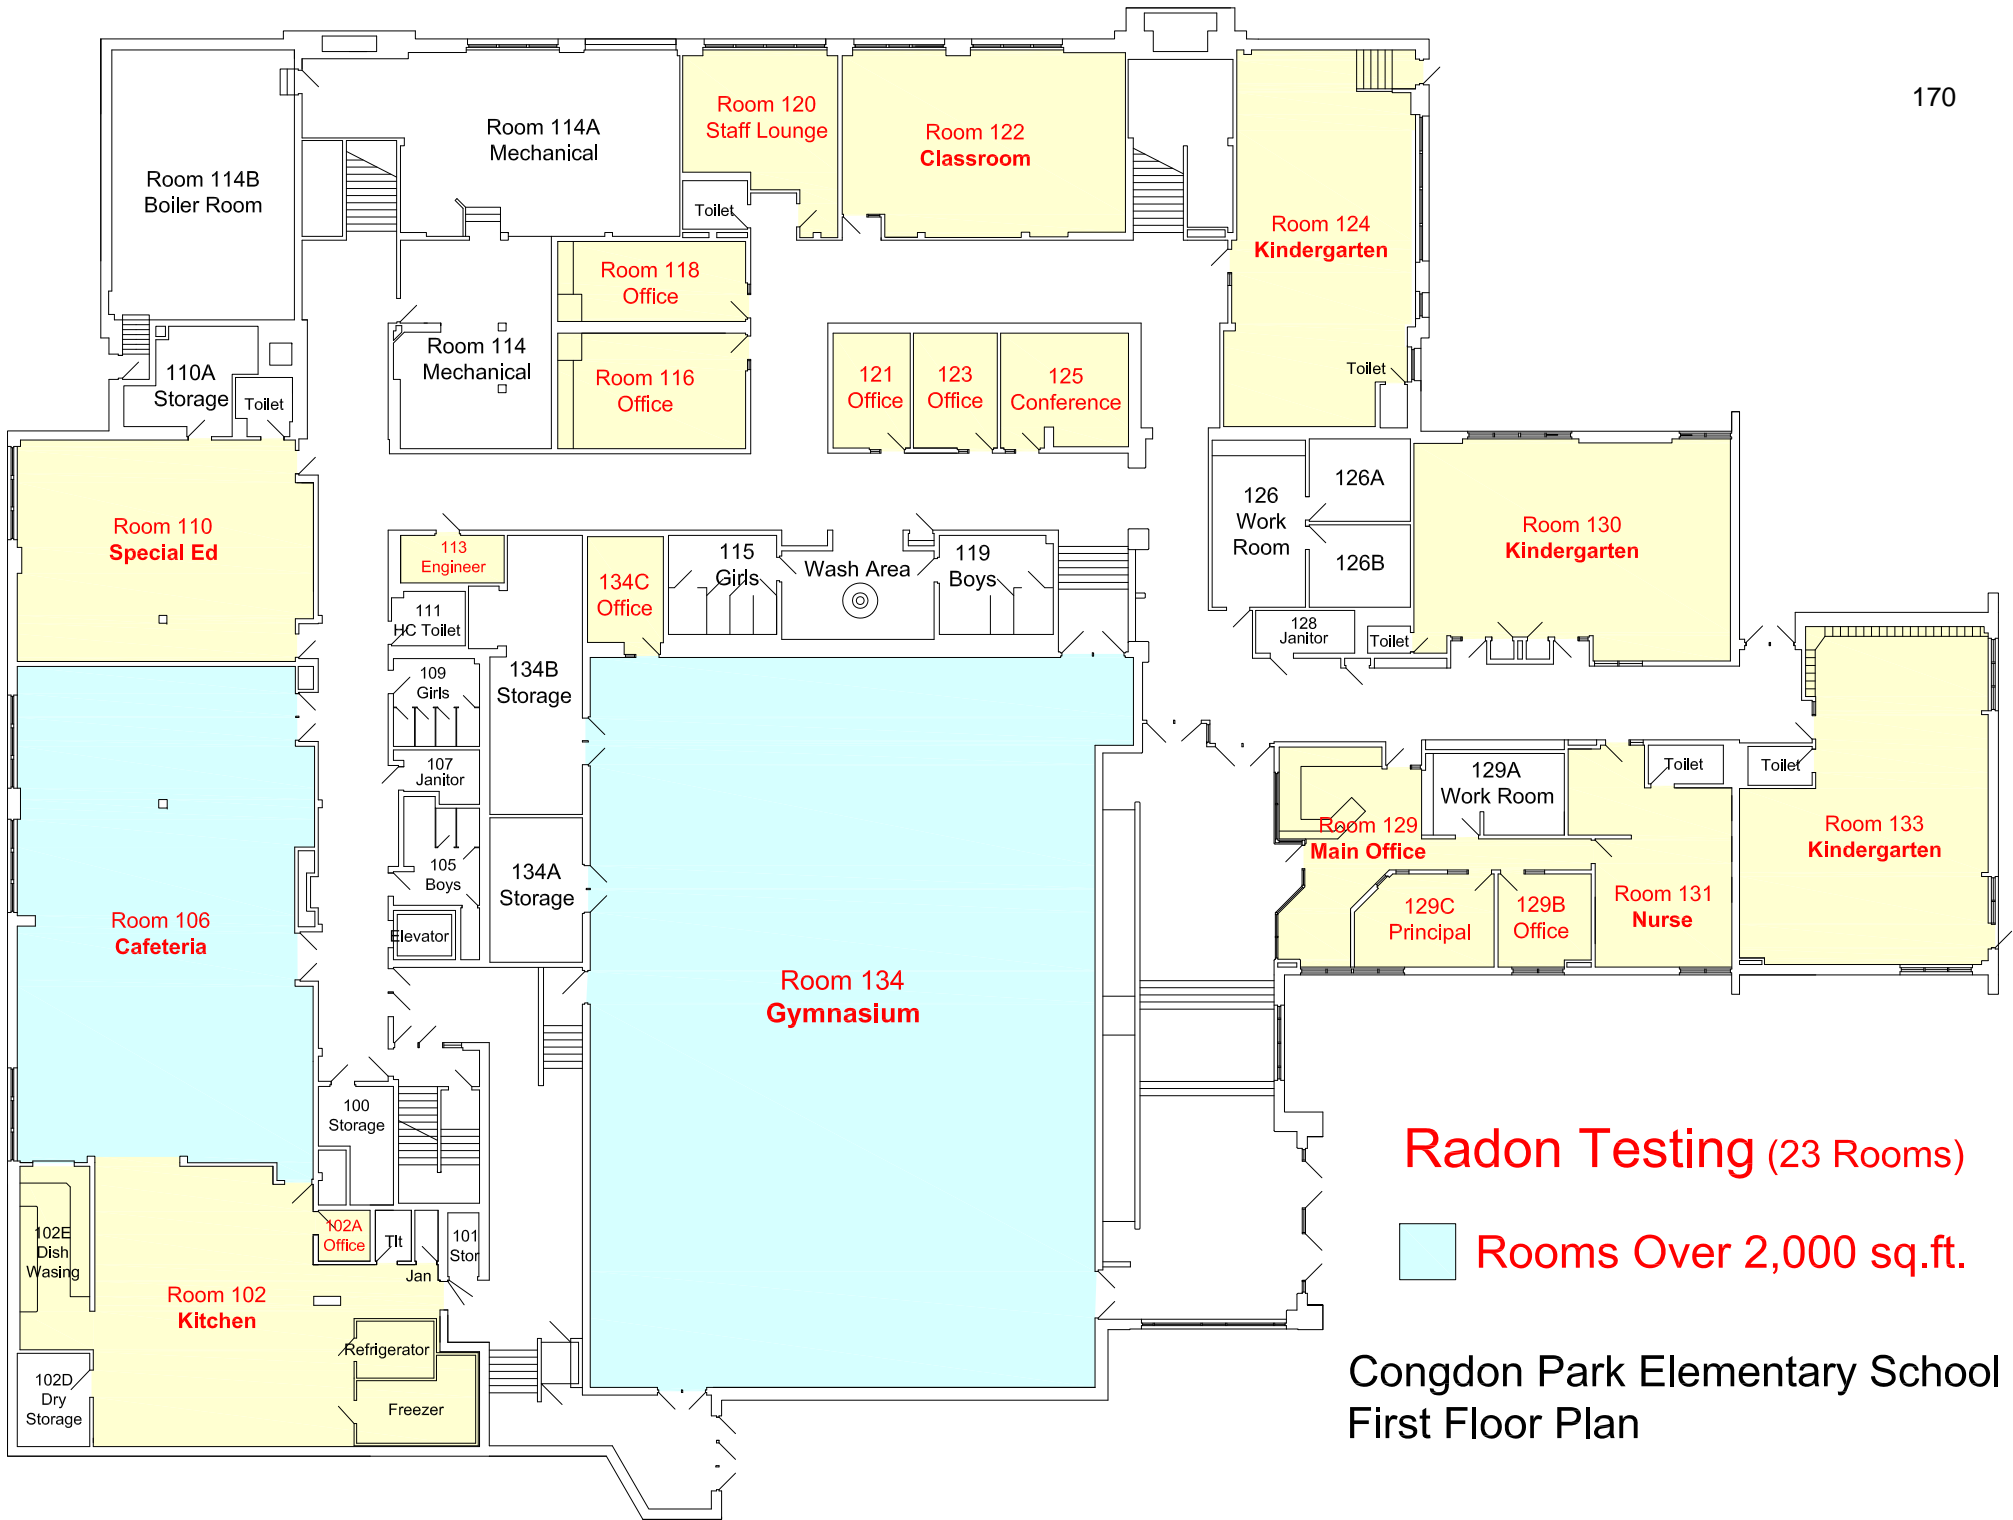 170
Room 120
Staff Lounge
Room 122
Classroom
Room 114A
Mechanical
Room 114B
Boiler Room
Toilet
Room 124
Kindergarten
Room 118
Office
Room 114
Mechanical
Room 116
Office
121
Office
123
Office
125
Conference
Toilet
110A
Storage
Toilet
126
Work
Room
126A
126B
Room 110
Special Ed
113
Engineer
134C
Office
115
Girls
Wash Area
119
Boys
Room 130
Kindergarten
111
HC Toilet
128
Janitor
Toilet
109
Girls
134B
Storage
107
Janitor
129A
Work Room
Toilet
Toilet
105
Boys
134A
Storage
Room 129
Main Office
Room 133
Kindergarten
Room 106
Cafeteria
Elevator
129C
Principal
129B
Office
Room 131
Nurse
Room 134
Gymnasium
100
Storage
Radon Testing (23 Rooms)
102E
Dish
Wasing
102A
Office
Tlt
Jan
101
Stor
Rooms Over 2,000 sq.ft.
Room 102
Kitchen
Refrigerator
102D
Dry
Storage
Freezer
Congdon Park Elementary School
First Floor Plan